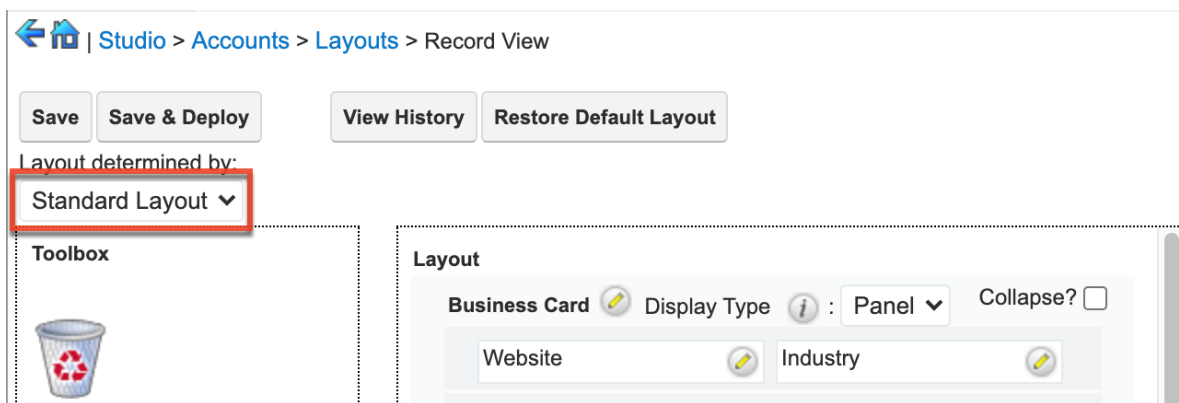 | Studio > Accounts > Layouts > Record View
Save Save & Deploy View History Restore Default Layout
Layout determined by:
Standard Layout
Toolbox
Layout
Business Card Display Type i : Panel Collapse?
Website Industry